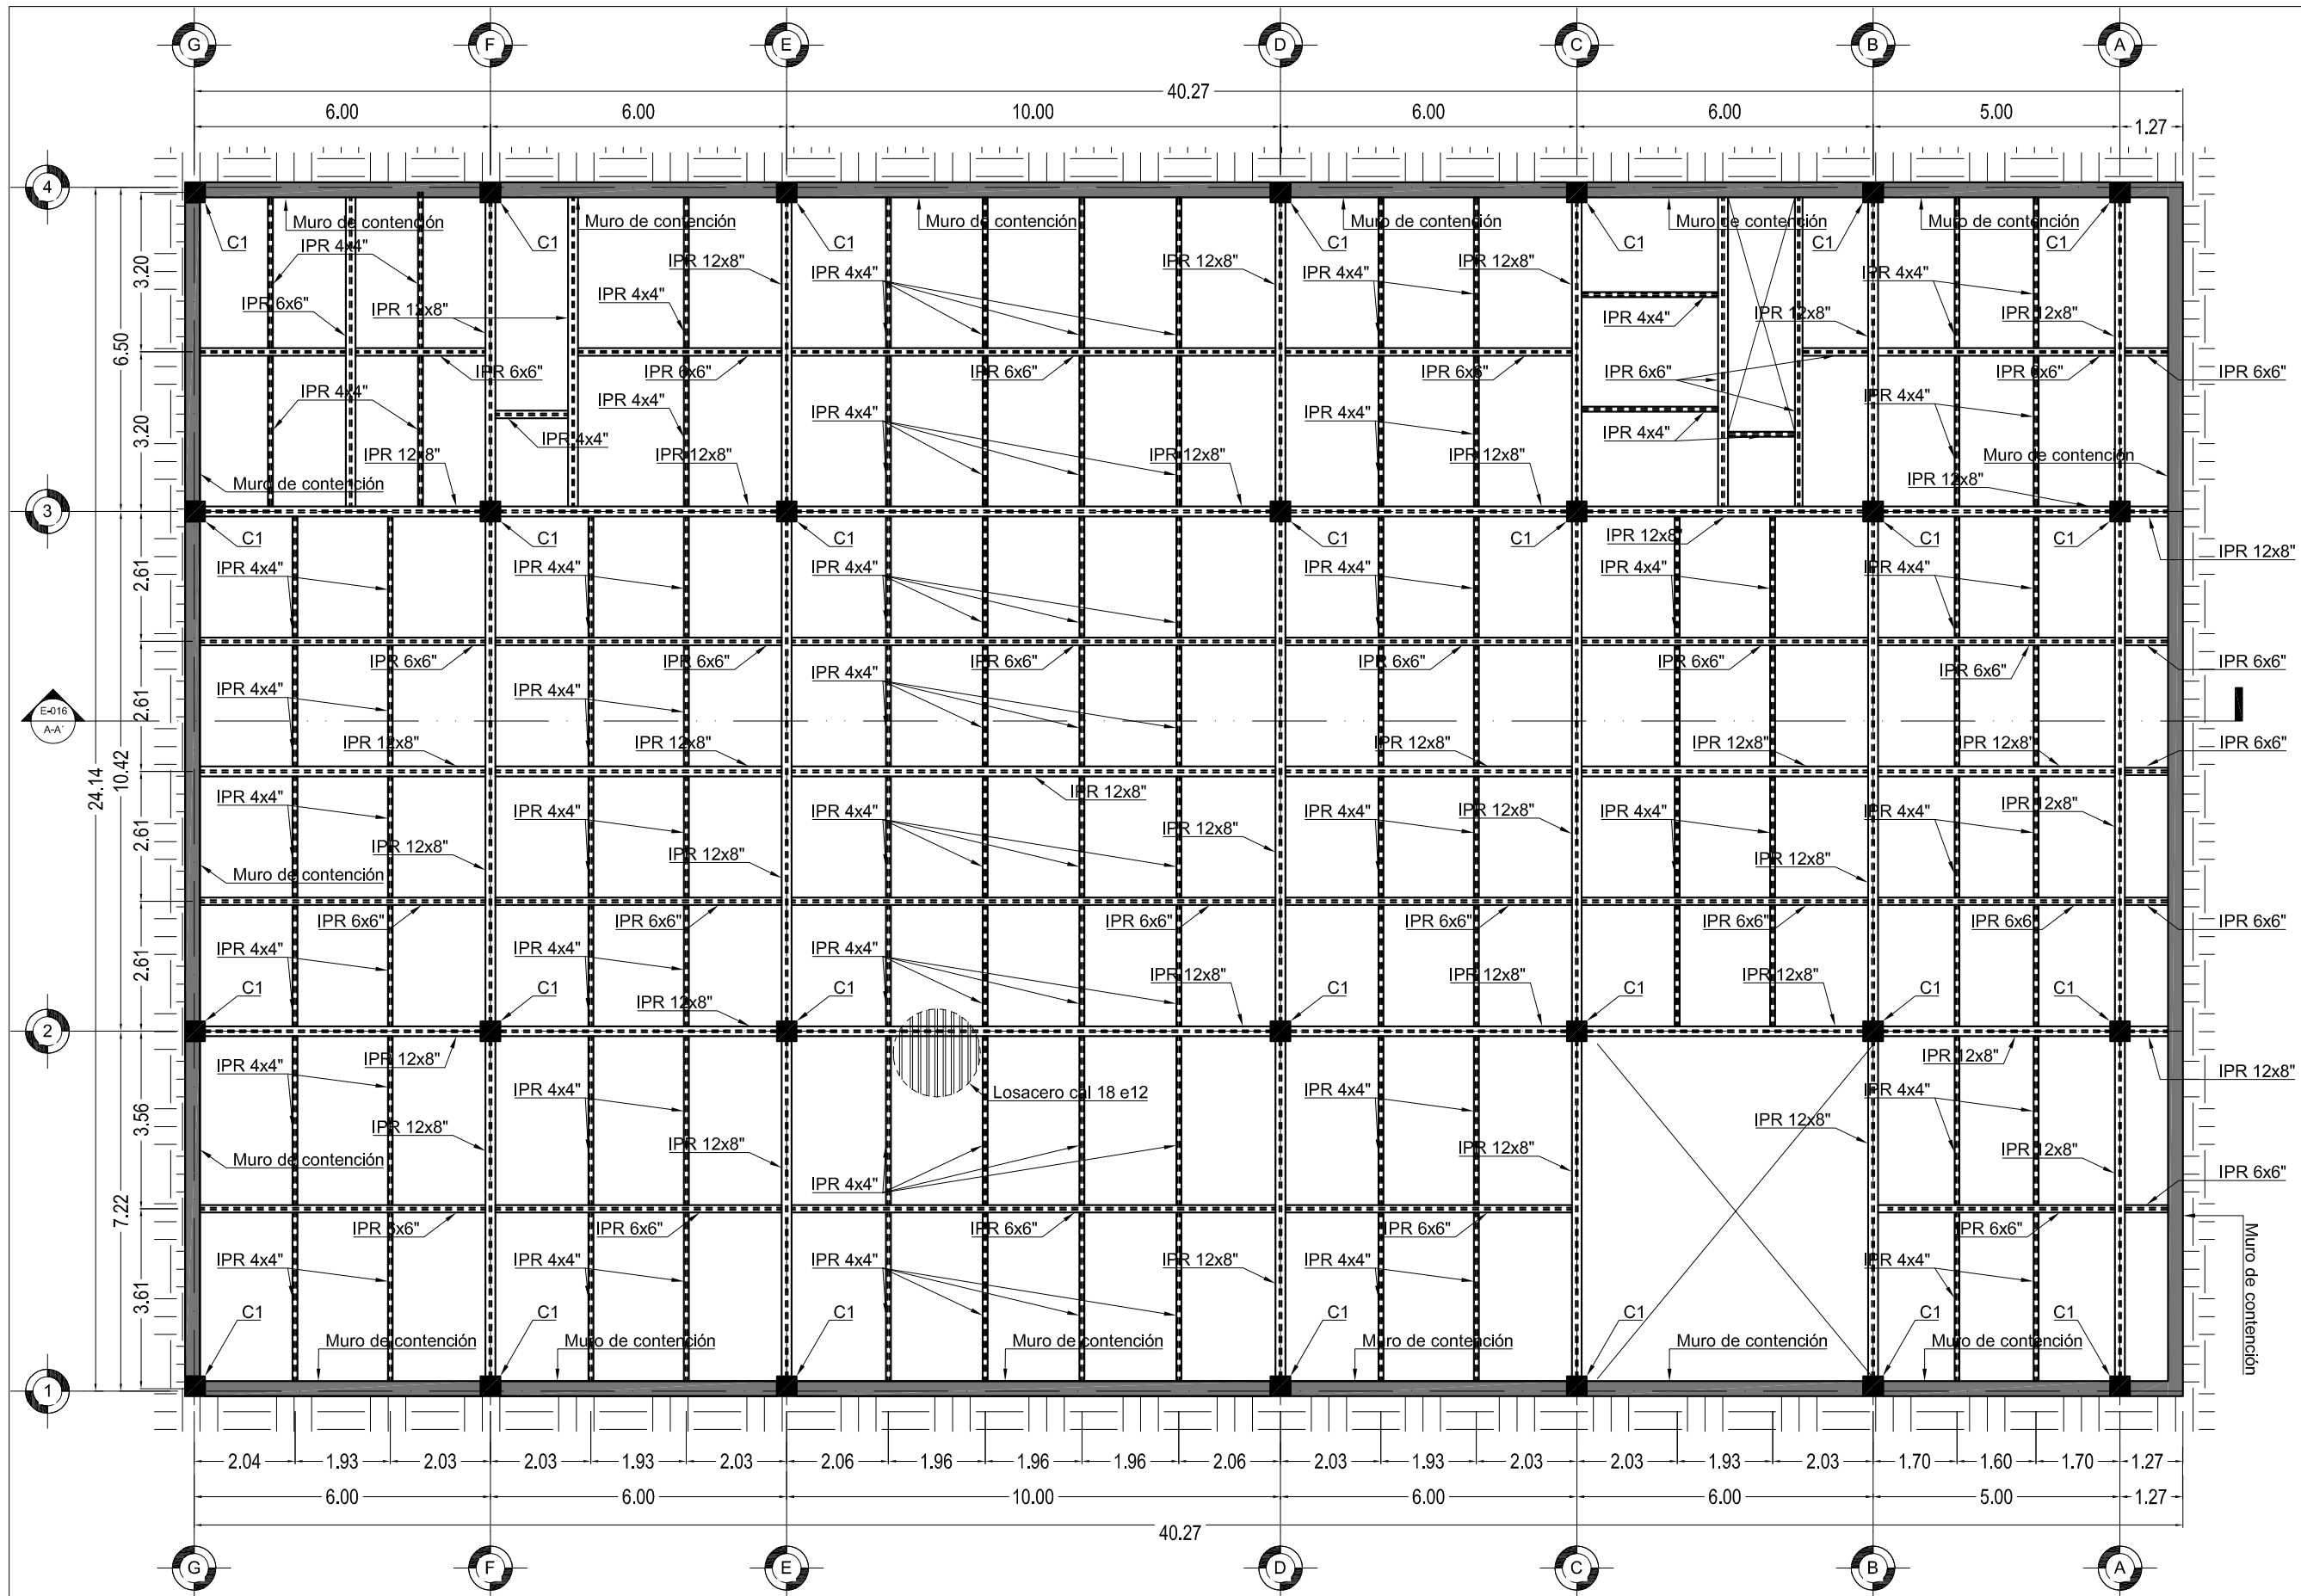 G F E D C B A
40.27
6.00 6.00 10.00 6.00 6.00 5.00 1.27
4
Muro de contención Muro de contención Muro de contención Muro de contención Muro de contención Muro de contención
C1 C1 C1 C1 C1 C1 C1
IPR 4x4" IPR 12x8" IPR 12x8" IPR 12x8"
IPR 4x4" IPR 4x4" IPR 4x4"
3.20
IPR 6x6" IPR 12x8" IPR 4x4" IPR 4x4" IPR 12x8" IPR 12x8"
6.50
IPR 6x6" IPR 6x6" IPR 6x6" IPR 6x6" IPR 6x6" IPR 6x6" IPR 6x6"
IPR 4x4" IPR 4x4" IPR 4x4" IPR 4x4" IPR 4x4"
3.20
IPR 4x4" IPR 4x4"
IPR 12x8" IPR 12x8" IPR 12x8" IPR 12x8" Muro de contención
Muro de contención IPR 12x8"
3
C1 C1 C1 C1 C1 IPR 12x8" C1 C1
IPR 12x8"
2.61
IPR 4x4" IPR 4x4" IPR 4x4" IPR 4x4" IPR 4x4" IPR 4x4"
IPR 6x6" IPR 6x6" IPR 6x6" IPR 6x6" IPR 6x6" IPR 6x6" IPR 6x6"
2.61
IPR 4x4" IPR 4x4" IPR 4x4"
E-016
A-A´
IPR 12x8" IPR 12x8" IPR 12x8" IPR 12x8" IPR 12x8" IPR 6x6"
24.14
10.42
IPR 12x8"
2.61
IPR 4x4" IPR 4x4" IPR 4x4" IPR 4x4" IPR 4x4" IPR 4x4"
IPR 12x8" IPR 12x8" IPR 12x8" IPR 12x8" IPR 12x8" IPR 12x8"
Muro de contención
IPR 6x6" IPR 6x6" IPR 6x6" IPR 6x6" IPR 6x6" IPR 6x6 IPR 6x6"
2.61
IPR 4x4" IPR 4x4" IPR 4x4"
IPR 12x8" IPR 12x8" IPR 12x8"
C1 C1 C1 C1 C1 C1 C1
IPR 12x8"
2
IPR 12x8" IPR 12x8" IPR 12x8"
IPR 4x4" IPR 4x4" Losacero cal 18 e12 IPR 4x4" IPR 4x4"
3.56
IPR 12x8" IPR 12x8" IPR 12x8" IPR 12x8" IPR 12x8"
Muro de contención
IPR 4x4" IPR 6x6"
7.22
IPR 6x6" IPR 6x6" IPR 6x6" IPR 6x6" IPR 6x6"
IPR 4x4" IPR 4x4" IPR 4x4" IPR 12x8" IPR 4x4" IPR 4x4"
3.61
Muro de contención
C1 C1 C1 C1 C1 C1 C1
Muro de contención Muro de contención Muro de contención Muro de contención Muro de contención Muro de contención
1
2.04 1.93 2.03 2.03 1.93 2.03 2.06 1.96 1.96 1.96 2.06 2.03 1.93 2.03 2.03 1.93 2.03 1.70 1.60 1.70 1.27
6.00 6.00 10.00 6.00 6.00 5.00 1.27
40.27
G F E D C B A